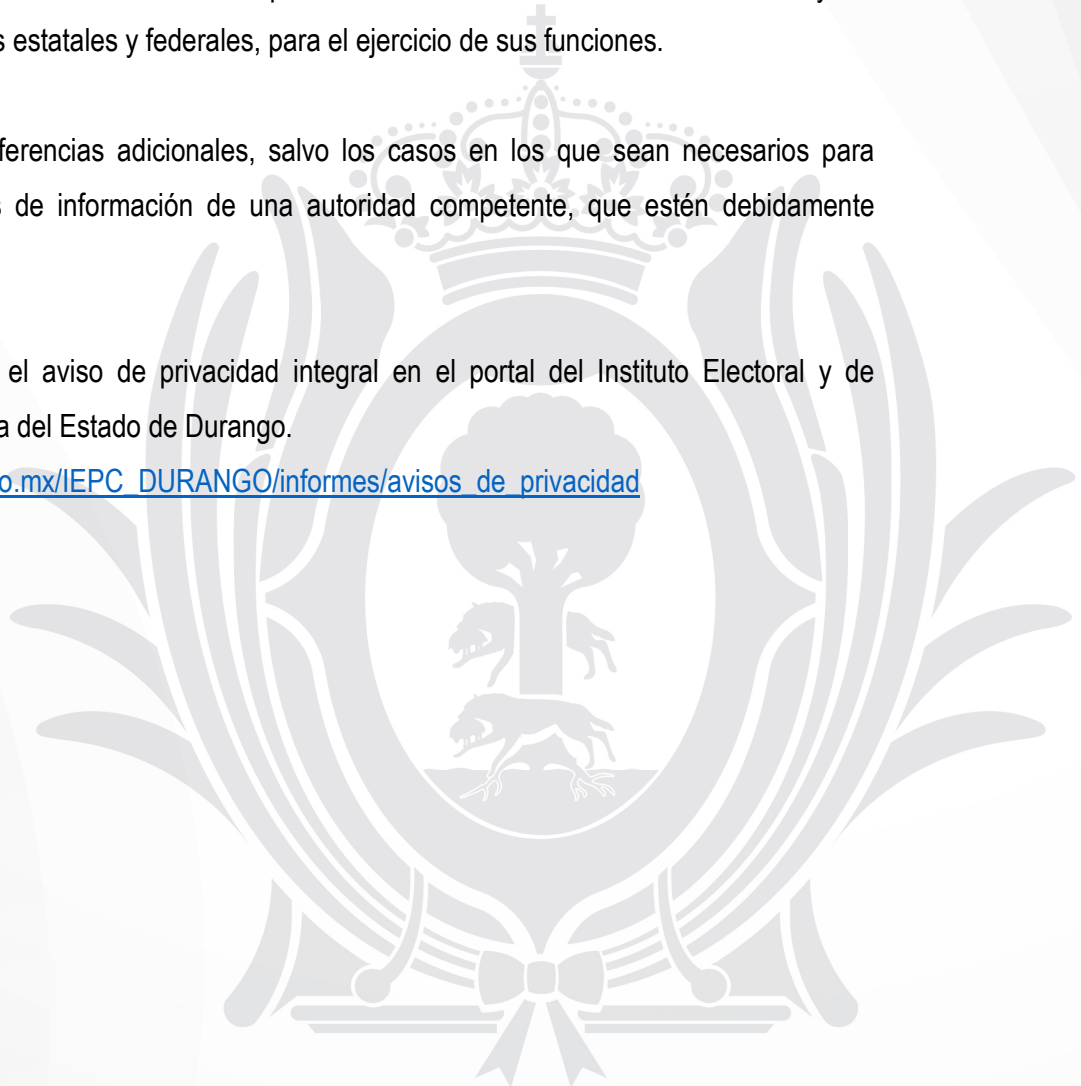 s estatales y federales, para el ejercicio de sus funciones.
ferencias adicionales, salvo los casos en los que sean necesarios para
s de información de una autoridad competente, que estén debidamente
el aviso de privacidad integral en el portal del Instituto Electoral y de
a del Estado de Durango.
o.mx/IEPC_DURANGO/informes/avisos_de_privacidad